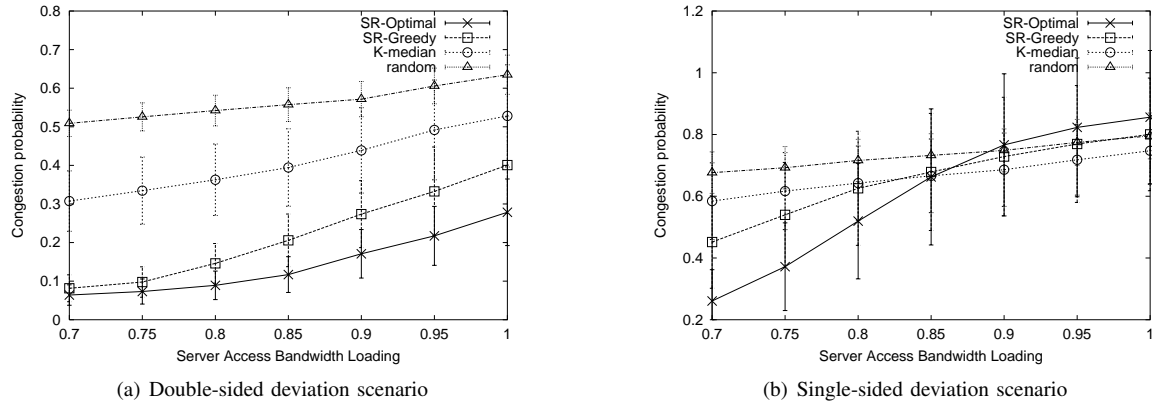 0.8
0.7
0.6
0.5
0.4
0.3
0.2
0.1
0
Congestion probability
SR-Optimal
SR-Greedy
K-median
random
0.7 0.75 0.8 0.85 0.9 0.95 1
Server Access Bandwidth Loading
(a) Double-sided deviation scenario
1.2
1
0.8
0.6
0.4
0.2
Congestion probability
SR-Optimal
SR-Greedy
K-median
random
0.7 0.75 0.8 0.85 0.9 0.95 1
Server Access Bandwidth Loading
(b) Single-sided deviation scenario